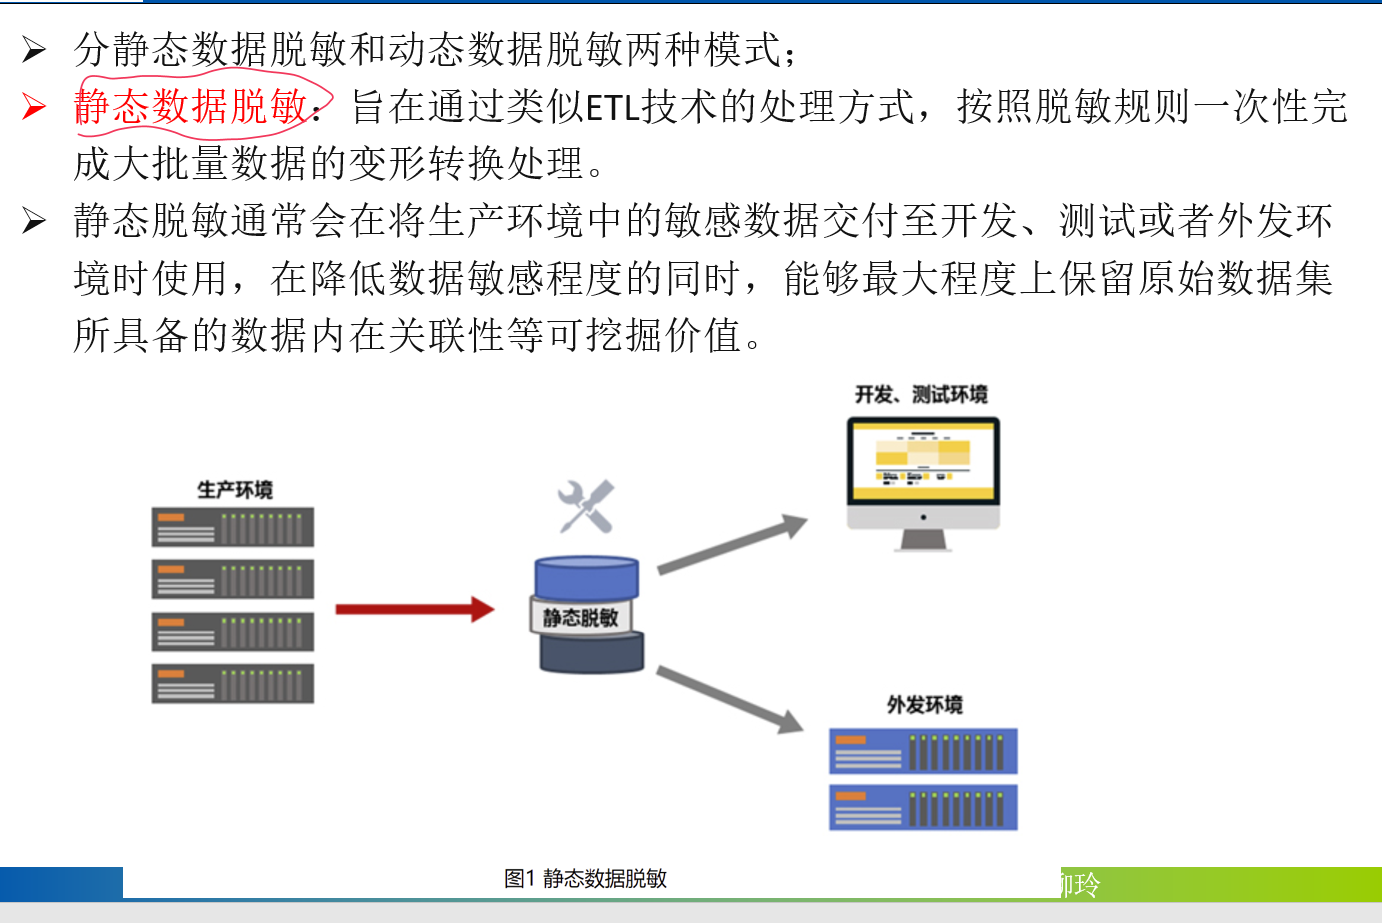 分静态数据脱敏和动态数据脱敏两种模式；
静态数据脱敏：旨在通过类似ETL技术的处理方式，按照脱敏规则一次性完
成大批量数据的变形转换处理。
静态脱敏通常会在将生产环境中的敏感数据交付至开发、测试或者外发环
境时使用，在降低数据敏感程度的同时，能够最大程度上保留原始数据集
所具备的数据内在关联性等可挖掘价值。
开发、测试环境
生产环境
静态脱敏
外发环境
图1 静态数据脱敏
玲